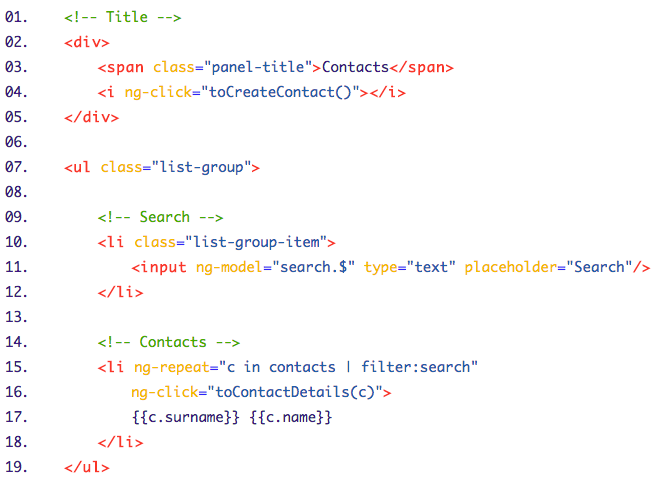 01. <!-- Title -->
02. <div>
03. <span class="panel-title">Contacts</span>
04. <i ng-click="toCreateContact()"></i>
05. </div>
06.
07. <ul class="list-group">
08.
09. <!-- Search -->
10. <li class="list-group-item">
11. <input ng-model="search.$" type="text" placeholder="Search"/>
12. </li>
13.
14. <!-- Contacts -->
15. <li ng-repeat="c in contacts | filter:search"
16. ng-click="toContactDetails(c)">
17. {{c.surname}} {{c.name}}
18. </li>
19. </ul>